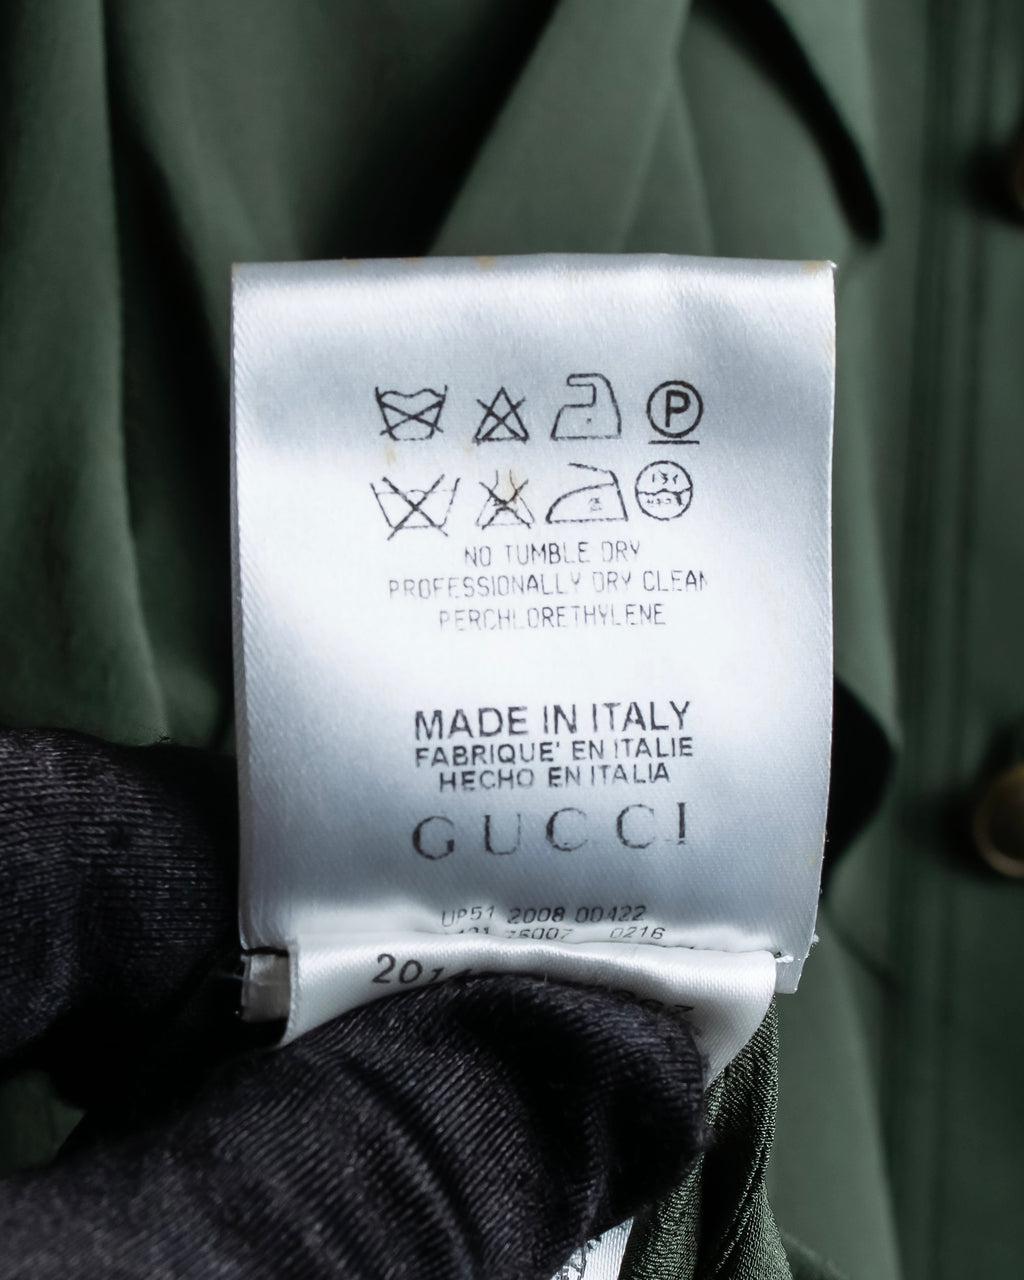 P
NO TUMBLE DRY
PROFESSIONALLY DRY CLEAN
PERCHLORETHYLENE
MADE IN ITALY
FABRIQUE' EN ITALIE
HECHO EN ITALIA
GUCCI
UP51 2008 00422
0216